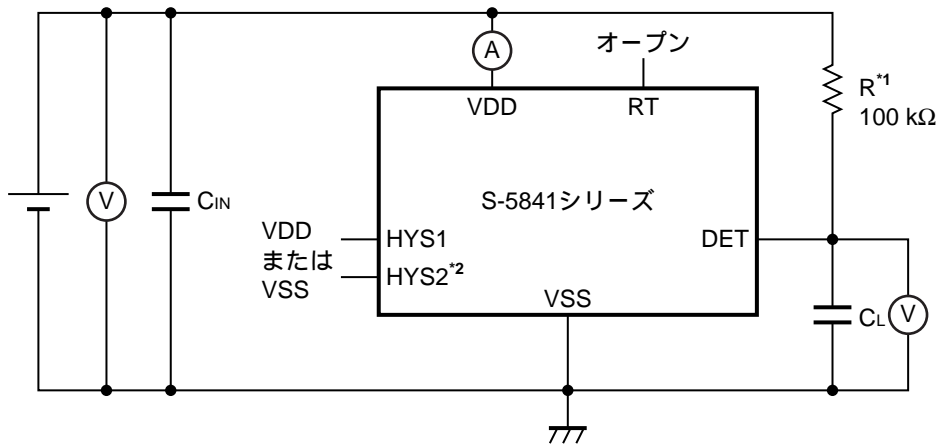 オープン
A
R*1
100 kΩ
VDD
RT
V
CIN
S-5841シリーズ
VDD
または
VSS
HYS1
HYS2*2
DET
VSS
CL
V